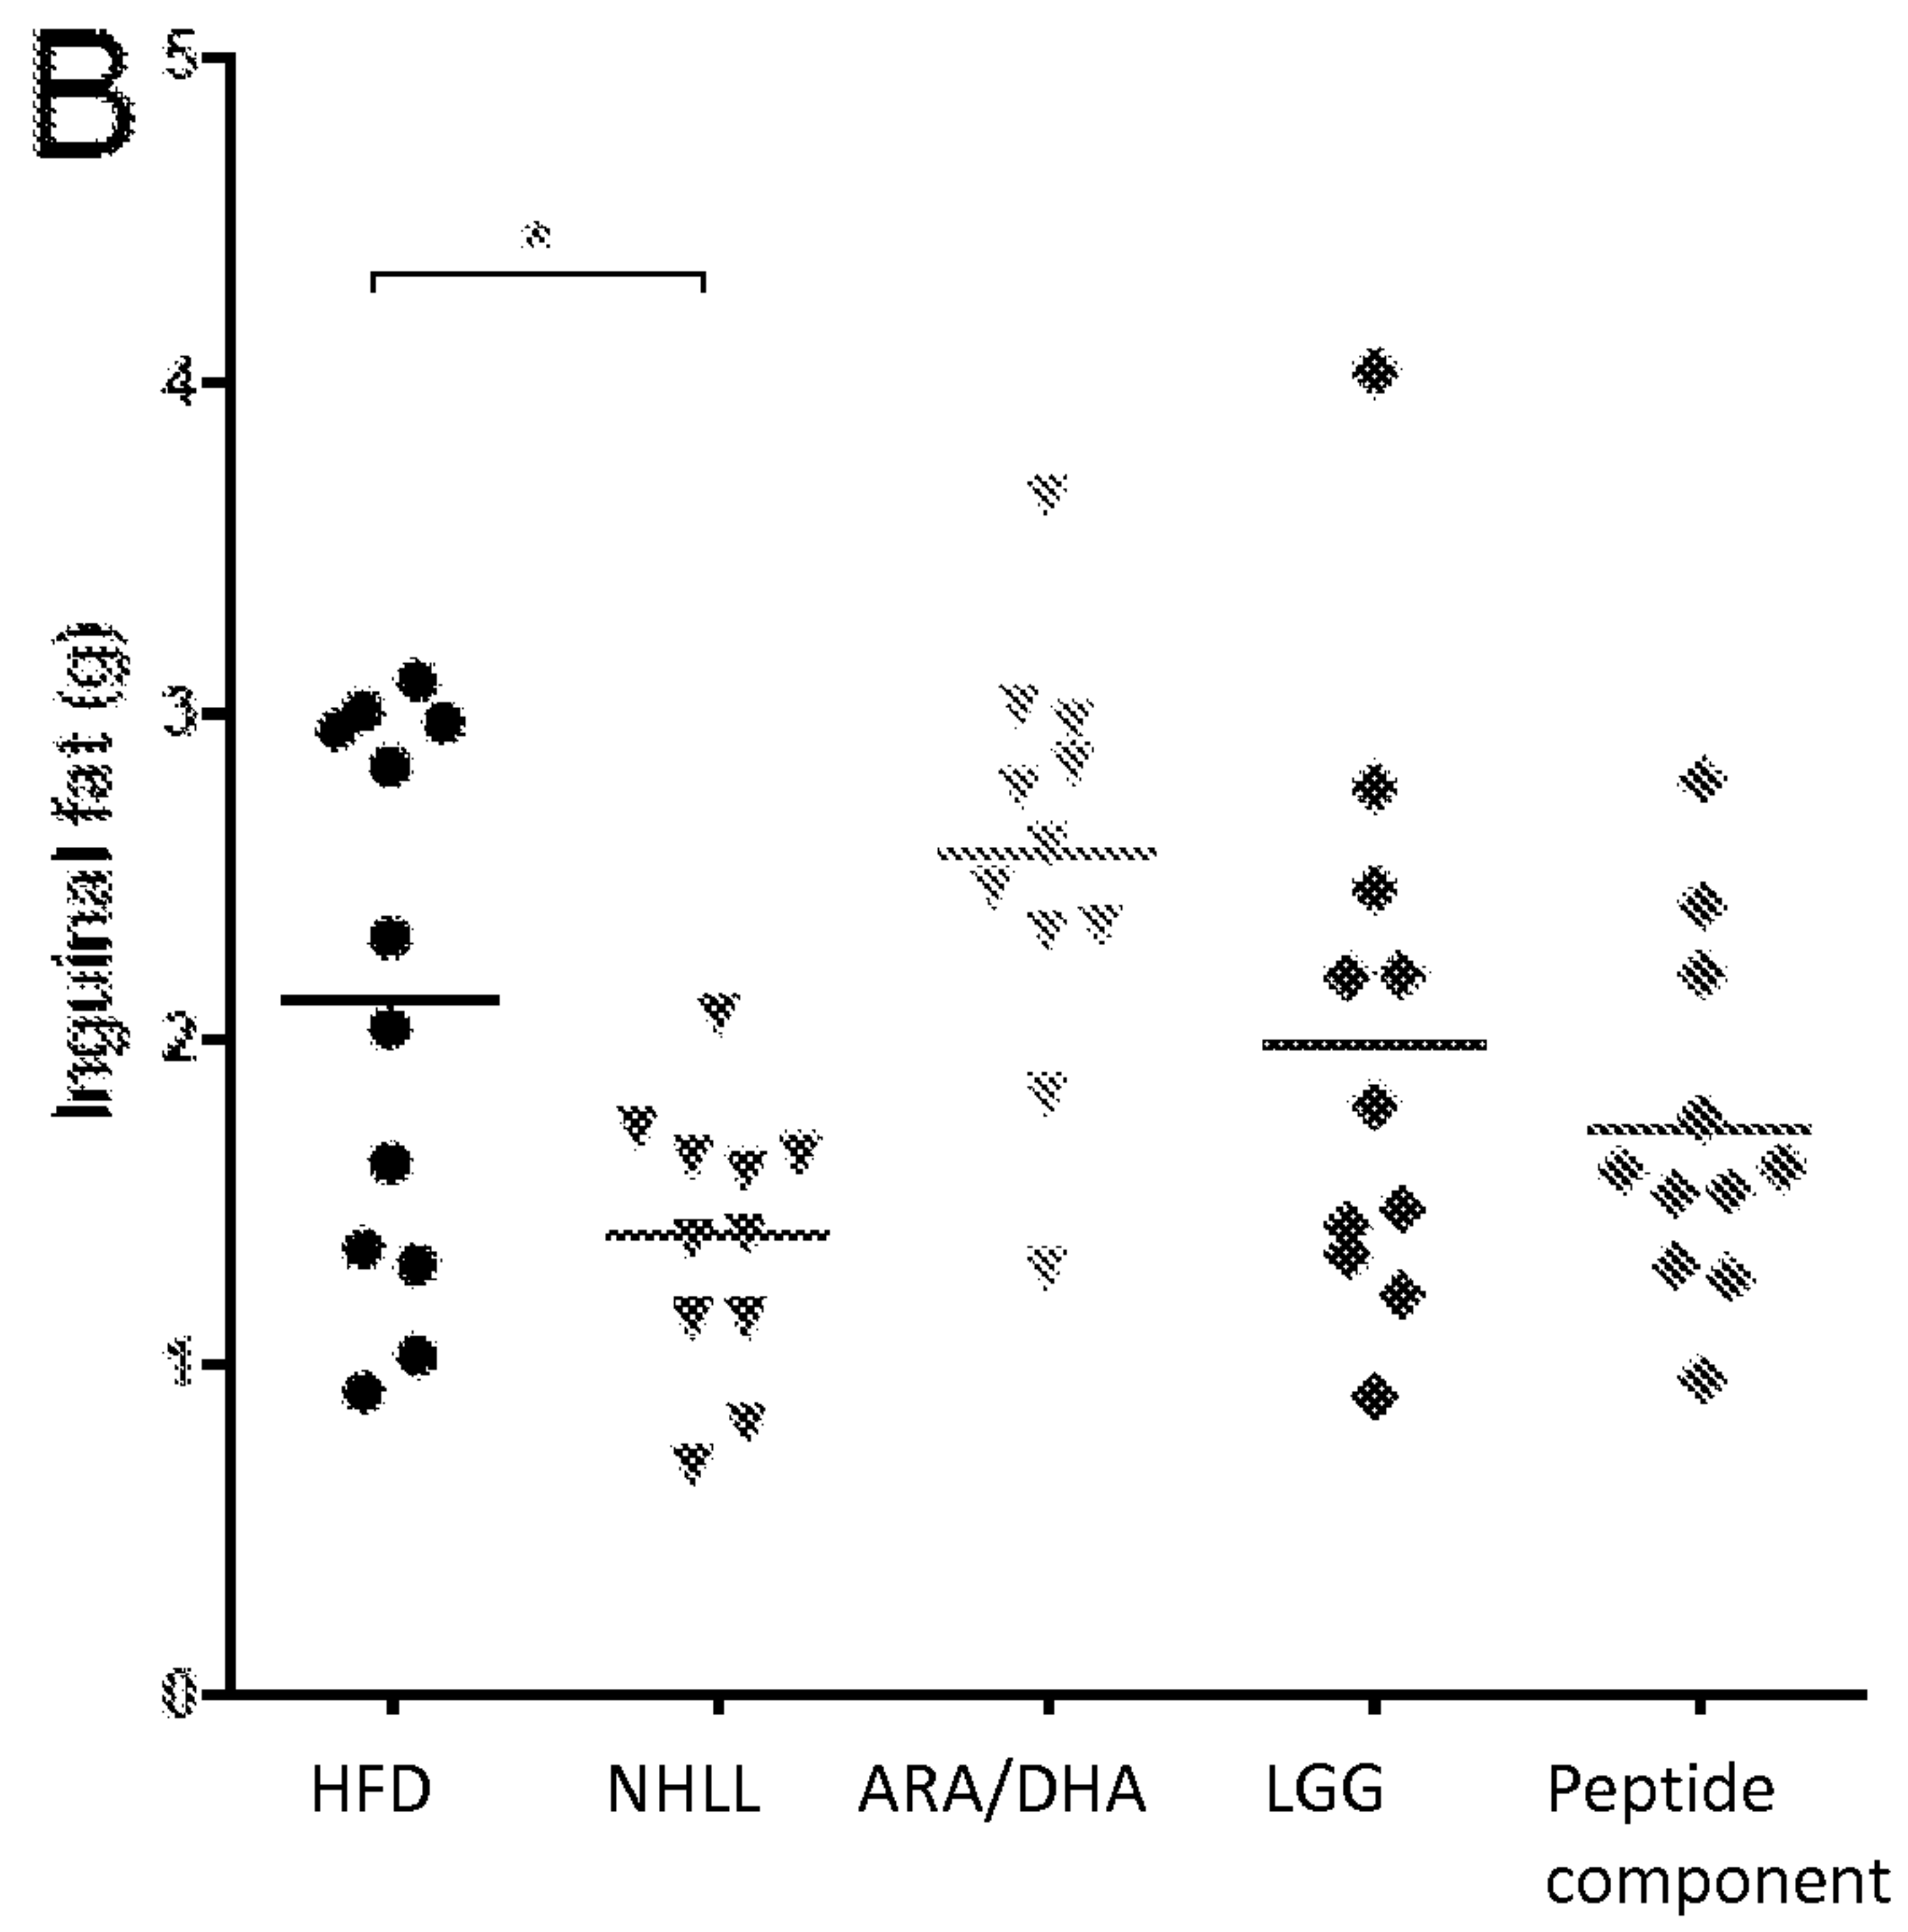 B
5
*
4
3
2
1
0
Inguinal fat (g)
HFD NHLL ARA/DHA LGG Peptide
component